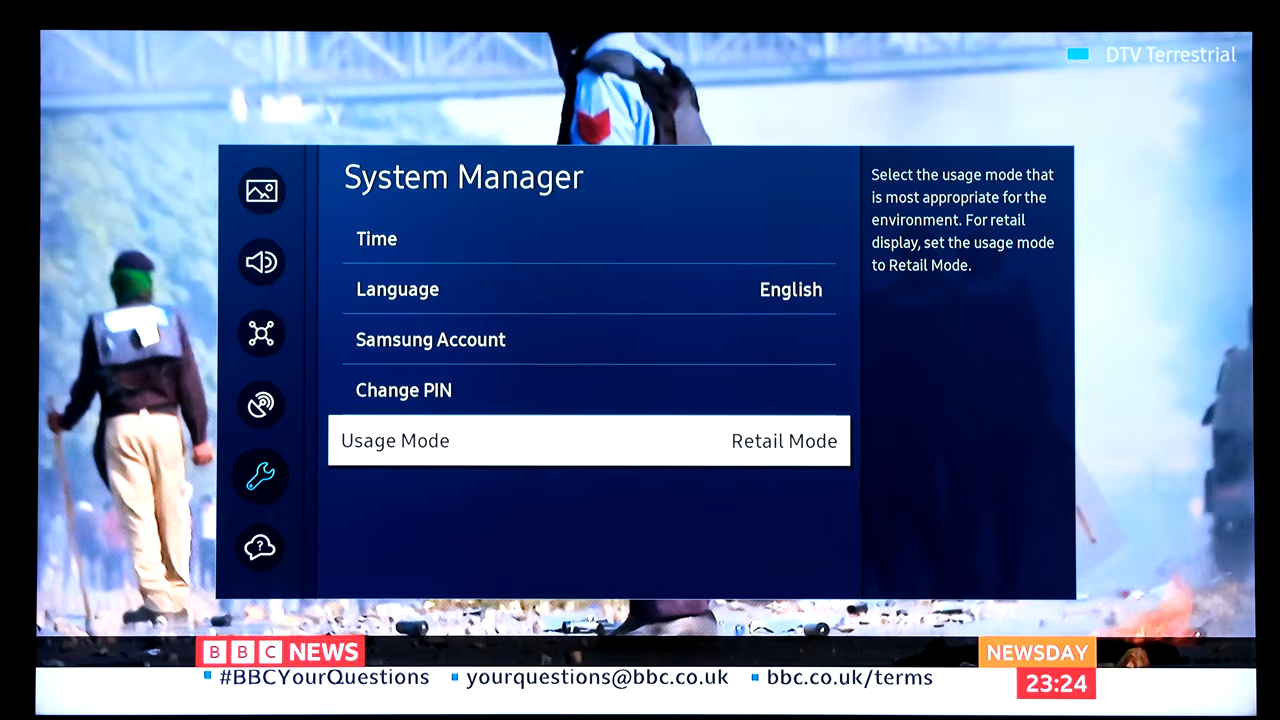 DTV Terrestrial
System Manager
Time
Language English
Samsung Account
Change PIN
Usage Mode Retail Mode
Select the usage mode that
is most appropriate for the
environment. For retail
display, set the usage mode
to Retail Mode.
BBC NEWS
NEWSDAY
#BBCYourQuestions yourquestions@bbc.co.uk bbc.co.uk/terms
23:24